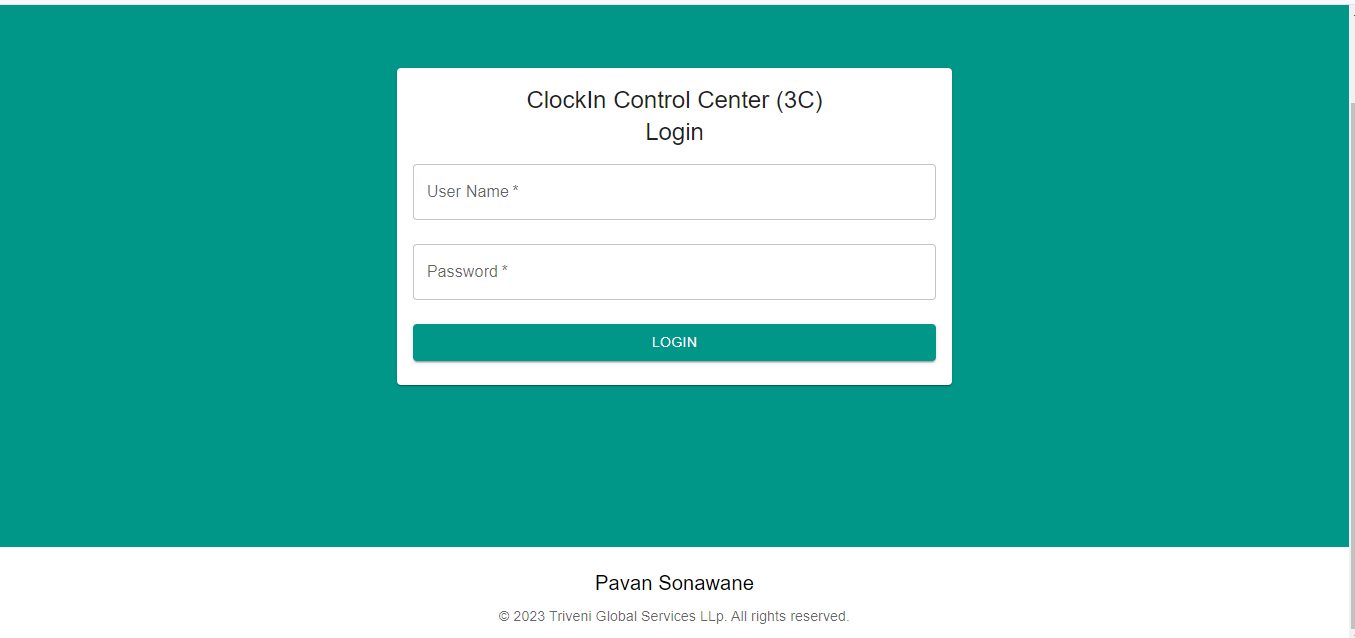 ClockIn Control Center (3C)
Login
User Name *
Password *
LOGIN
Pavan Sonawane
© 2023 Triveni Global Services LLp. All rights reserved.